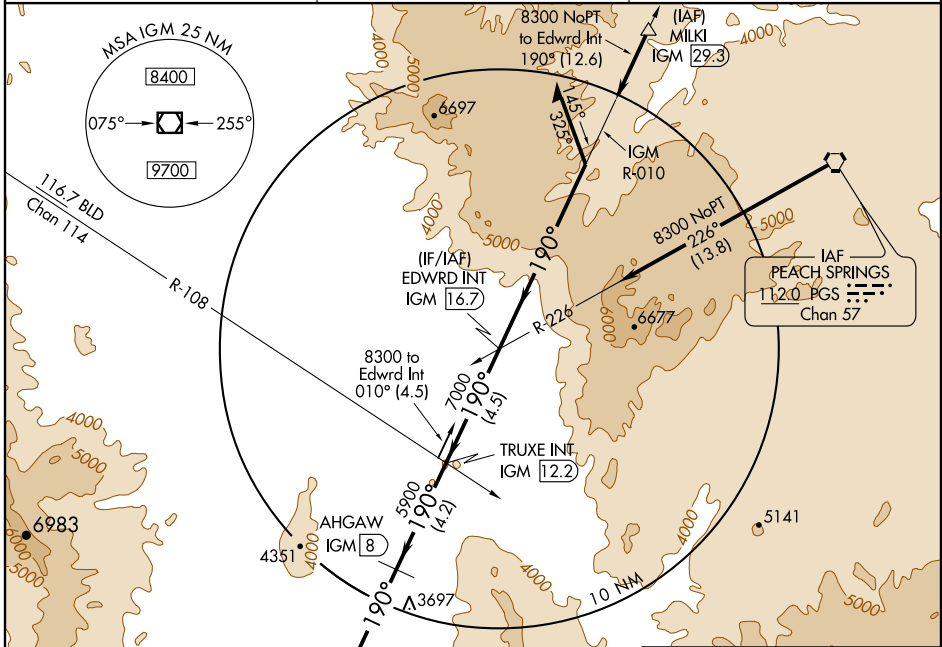 MSA IGM 25 NM
8400
075°
255°
9700
4000
5000
6697
8300 NoPT
to Edwrd Int
190° (12.6)
(IAF)
MILKI
IGM 29.3
4000
5000
145°
325°
IGM
R-010
116.7 BLD
Chan 114
R-108
4000
5000
190°
8300 NoPT
226°
(13.8)
5000
IAF
PEACH SPRINGS
112.0 PGS
Chan 57
(IF/IAF)
EDWRD INT
IGM 16.7
R-226
6000
6677
8300 to
Edwrd Int
010° (4.5)
7000
190°
(4.5)
TRUXE INT
IGM 12.2
4000
5000
6983
6000
5000
5900
190°
(4.2)
AHGAW
IGM 8
4351
4000
5141
4000
4000
190°
3697
10 NM
5000